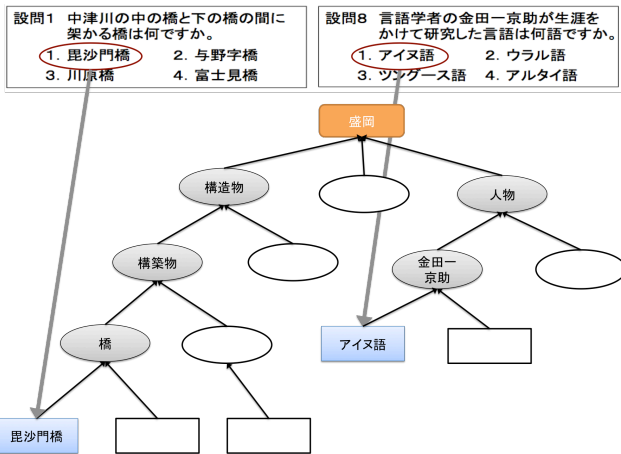 設問1 中津川の中の橋と下の橋の間に
架かる橋は何ですか。
1. 毘沙門橋 2. 与野字橋
3. 川原橋 4. 富士見橋
設問8 言語学者の金田一京助が生涯を
かけて研究した言語は何語ですか。
1. アイヌ語 2. ウラル語
3. ツングース語 4. アルタイ語
盛岡
構造物
人物
構築物
金田一
京助
橋
アイヌ語
毘沙門橋